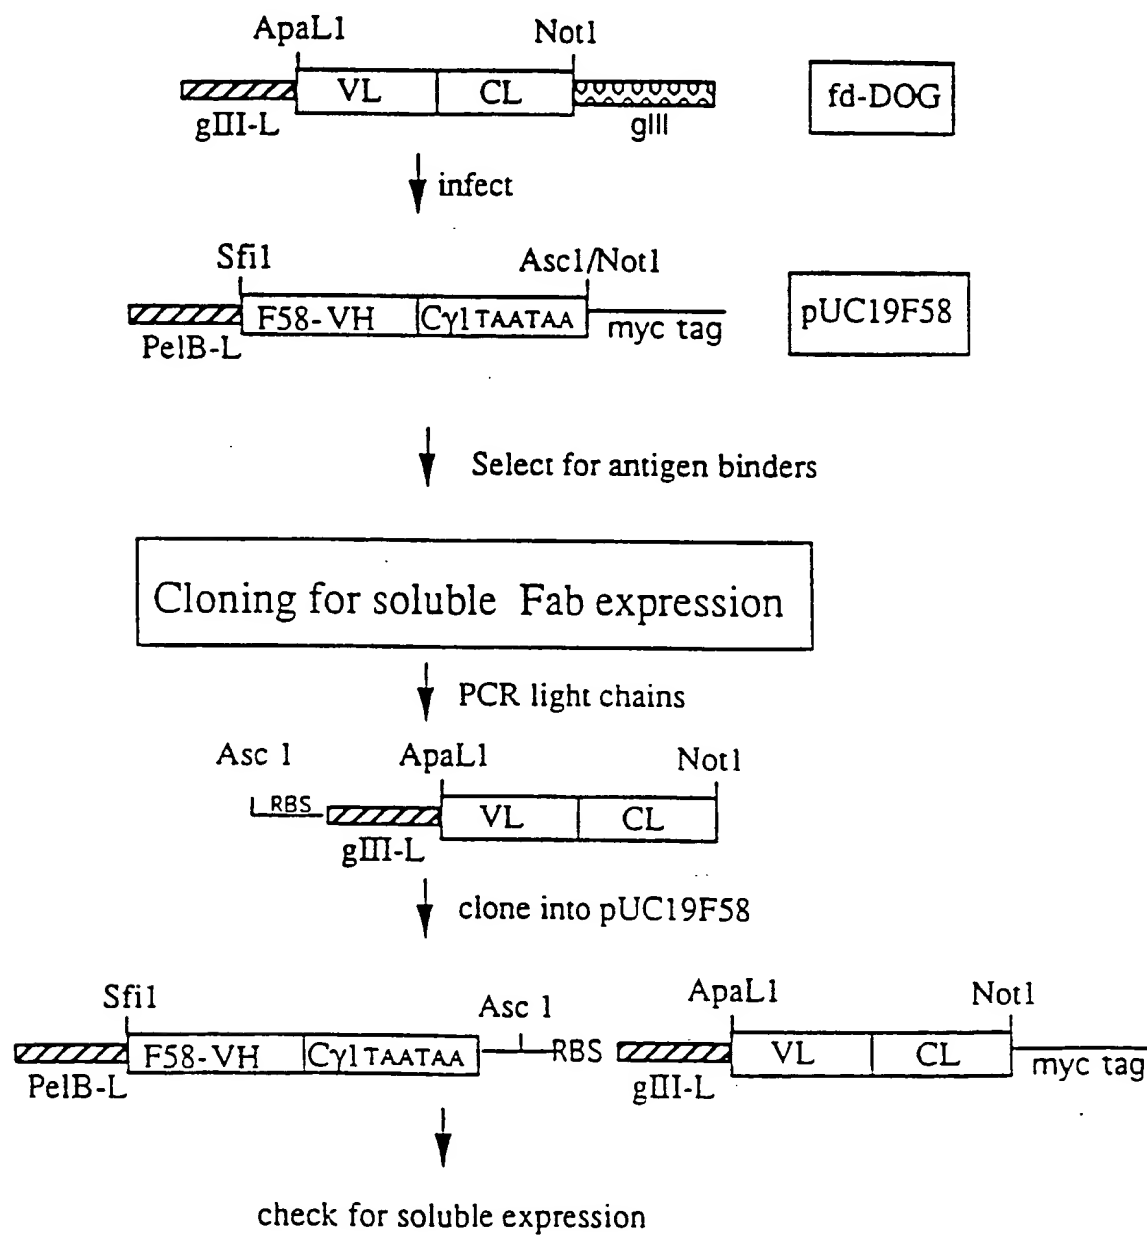 ApaL1 Not1
VL CL
gIII-L gIII
fd-DOG
infect
Sfi1 Asc1/Not1
F58-VH Cγ1 TAATAA
PelB-L myc tag
pUC19F58
Select for antigen binders
Cloning for soluble Fab expression
PCR light chains
Asc 1 ApaL1 Not1
RBS VL CL
gIII-L
clone into pUC19F58
Sfi1 Asc 1 ApaL1 Not1
F58-VH Cγ1TAATAA RBS VL CL
PelB-L gIII-L myc tag
check for soluble expression